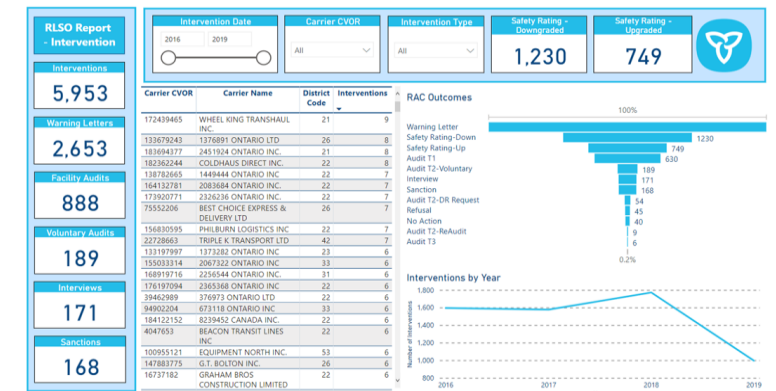 RLSO Report
- Intervention
Interventions
5,953
Warning Letters
2,653
Facility Audits
888
Voluntary Audits
189
Interviews
171
Sanctions
168
Intervention Date
2016
2019
Carrier CVOR
All
Intervention Type
All
Safety Rating -
Downgraded
1,230
Safety Rating -
Upgraded
749
Carrier CVOR Carrier Name District Code Interventions
172439465 WHEEL KING TRANSHAUL INC. 21 9
133679243 1376891 ONTARIO LTD 26 8
183694377 2451924 ONTARIO INC. 21 8
182362244 COLDHAUS DIRECT INC. 22 8
138782665 1449444 ONTARIO INC 22 7
164132781 2083684 ONTARIO INC. 22 7
173920771 2326236 ONTARIO INC. 22 7
75552206 BEST CHOICE EXPRESS & DELIVERY LTD 26 7
156830595 PHILBURN LOGISTICS INC 22 7
22728663 TRIPLE K TRANSPORT LTD 42 7
133197997 1373282 ONTARIO INC 23 6
155033314 2067322 ONTARIO INC 33 6
168919716 2256544 ONTARIO INC. 31 6
176197094 2365368 ONTARIO INC 22 6
39462989 376973 ONTARIO LTD 22 6
94902204 673118 ONTARIO INC 33 6
184122152 8239452 CANADA INC. 22 6
4047653 BEACON TRANSIT LINES INC 22 6
100955121 EQUIPMENT NORTH INC. 53 6
147883775 G.T. BOLTON INC. 26 6
16737182 GRAHAM BROS CONSTRUCTION LIMITED 22 6
RAC Outcomes
100%
Warning Letter
Safety Rating-Down 1230
Safety Rating-Up 749
Audit T1 630
Audit T2-Voluntary 189
Interview 171
Sanction 168
Audit T2-DR Request 54
Refusal 45
No Action 40
Audit T2-ReAudit 9
Audit T3 6
0.2%
Interventions by Year
Number of Interventions
1,800
1,600
1,400
1,200
1,000
800
2016 2017 2018 2019